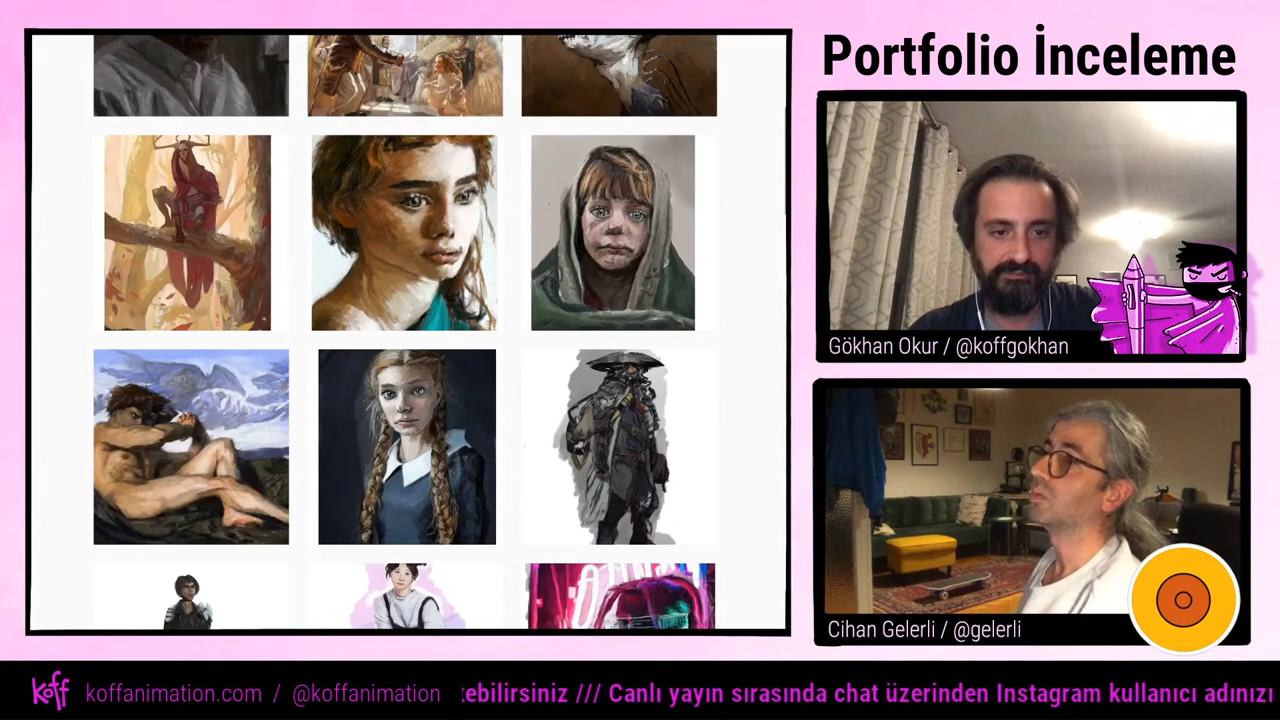 Portfolio İnceleme
Gökhan Okur / @koffgokhan
Cihan Gelerli / @gelerli
koff koffanimation.com / @koffanimation
ebilirsiniz /// Canlı yayın sırasında chat üzerinden Instagram kullanıcı adınızı